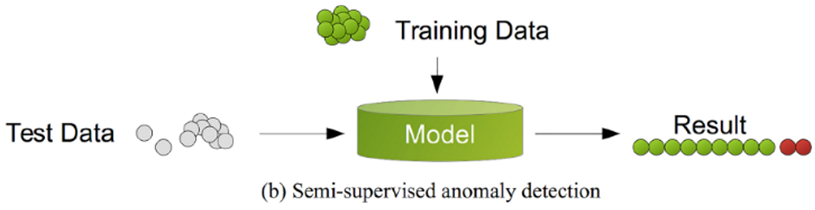 Training Data
Test Data
Model
Result
(b) Semi-supervised anomaly detection